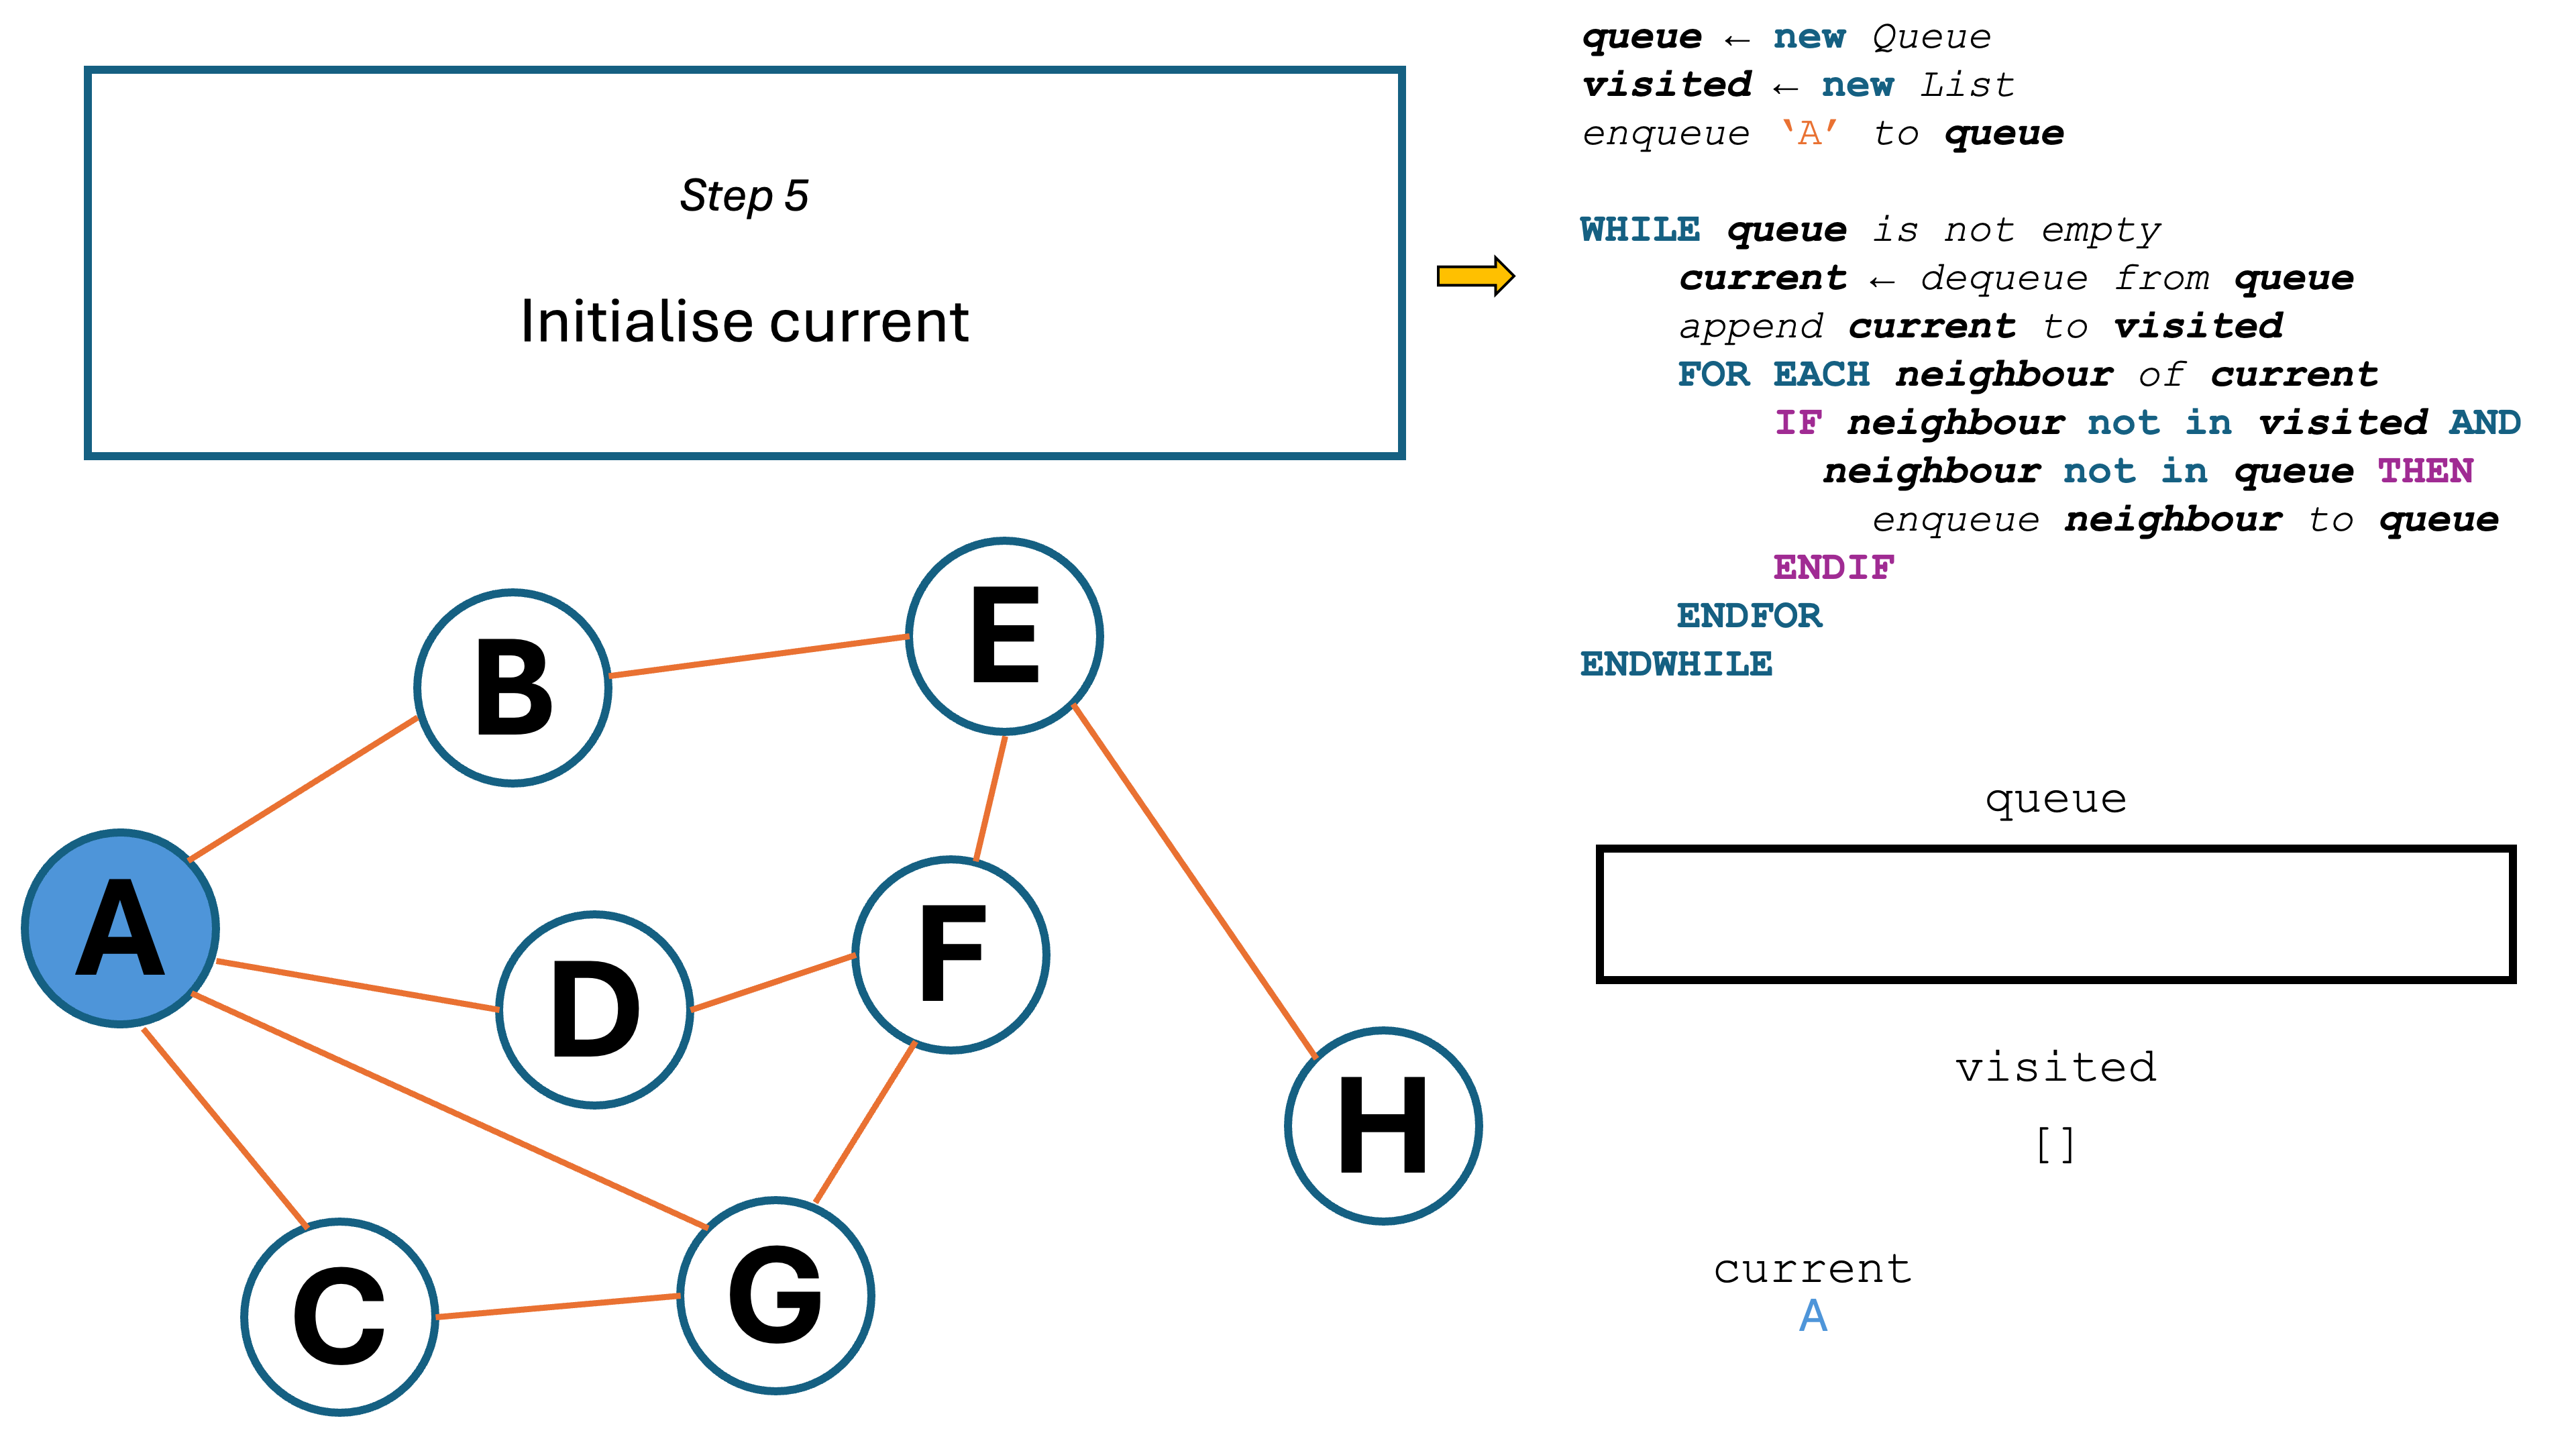 Step 5
Initialise current
queue ← new Queue
visited ← new List
enqueue ‘A’ to queue
WHILE queue is not empty
current ← dequeue from queue
append current to visited
FOR EACH neighbour of current
IF neighbour not in visited AND
neighbour not in queue THEN
enqueue neighbour to queue
ENDIF
ENDFOR
ENDWHILE
B
E
A
D
F
H
C
G
queue
visited
[]
current
A